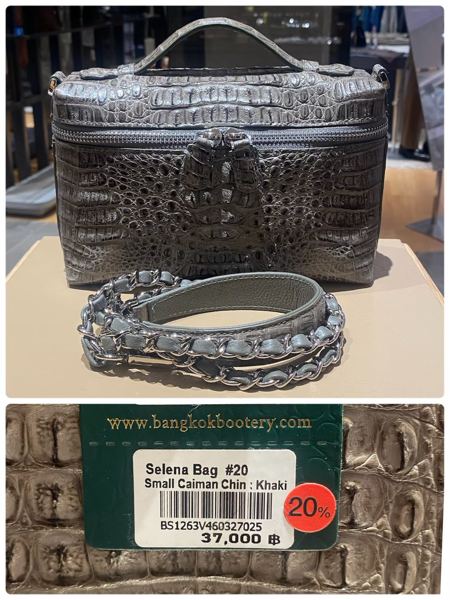 www.bangkokbootery.com
Selena Bag #20
Small Caiman Chin : Khaki
BS1263V460327025
37,000 ฿
20%